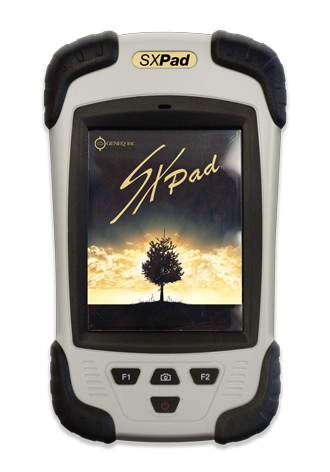 SXPad
GENEQ inc.
SXPad
F1
F2